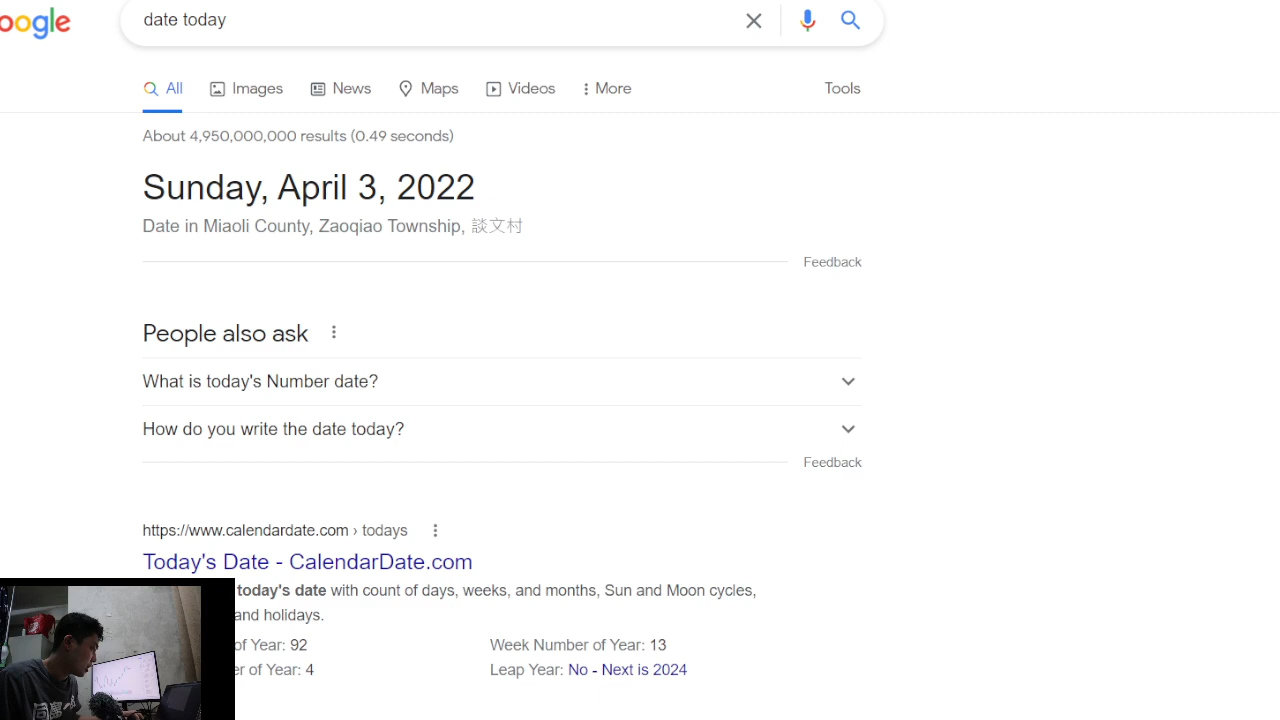 oogle
date today
All
Images
News
Maps
Videos
More
Tools
About 4,950,000,000 results (0.49 seconds)
Sunday, April 3, 2022
Date in Miaoli County, Zaoqiao Township, 談文村
Feedback
People also ask
What is today's Number date?
How do you write the date today?
Feedback
https://www.calendardate.com › todays
Today's Date - CalendarDate.com
today's date with count of days, weeks, and months, Sun and Moon cycles,
and holidays.
of Year: 92
Week Number of Year: 13
er of Year: 4
Leap Year: No - Next is 2024